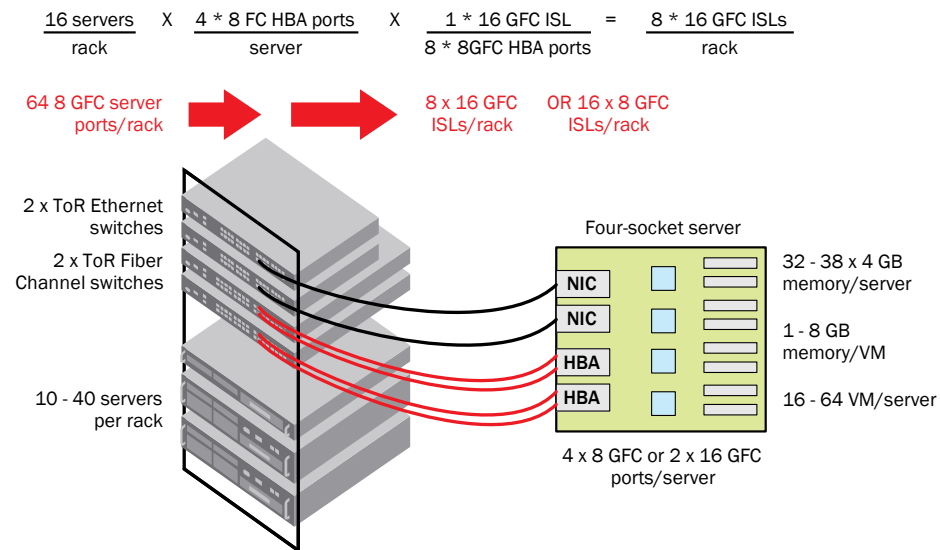 16 servers X 4 * 8 FC HBA ports X 1 * 16 GFC ISL = 8 * 16 GFC ISLs
rack server 8 * 8GFC HBA ports rack
64 8 GFC server 8 x 16 GFC OR 16 x 8 GFC
ports/rack ISLs/rack ISLs/rack
2 x ToR Ethernet
switches
2 x ToR Fiber
Channel switches
10 - 40 servers
per rack
Four-socket server
NIC
NIC
HBA
HBA
32 - 38 x 4 GB
memory/server
1 - 8 GB
memory/VM
16 - 64 VM/server
4 x 8 GFC or 2 x 16 GFC
ports/server